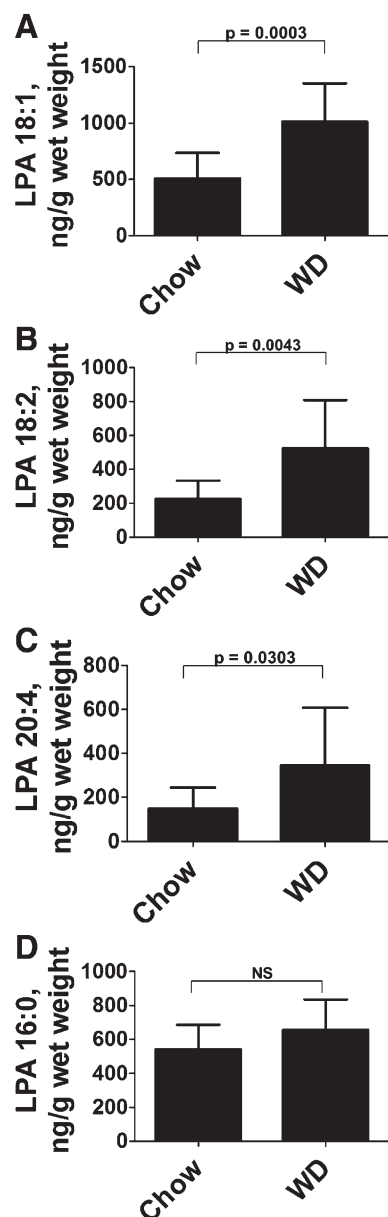 A
p = 0.0003
LPA 18:1,
ng/g wet weight
1500
1000
500
0
Chow
WD
B
p = 0.0043
LPA 18:2,
ng/g wet weight
1000
800
600
400
200
0
Chow
WD
C
p = 0.0303
LPA 20:4,
ng/g wet weight
800
600
400
200
0
Chow
WD
D
NS
LPA 16:0,
ng/g wet weight
1000
800
600
400
200
0
Chow
WD